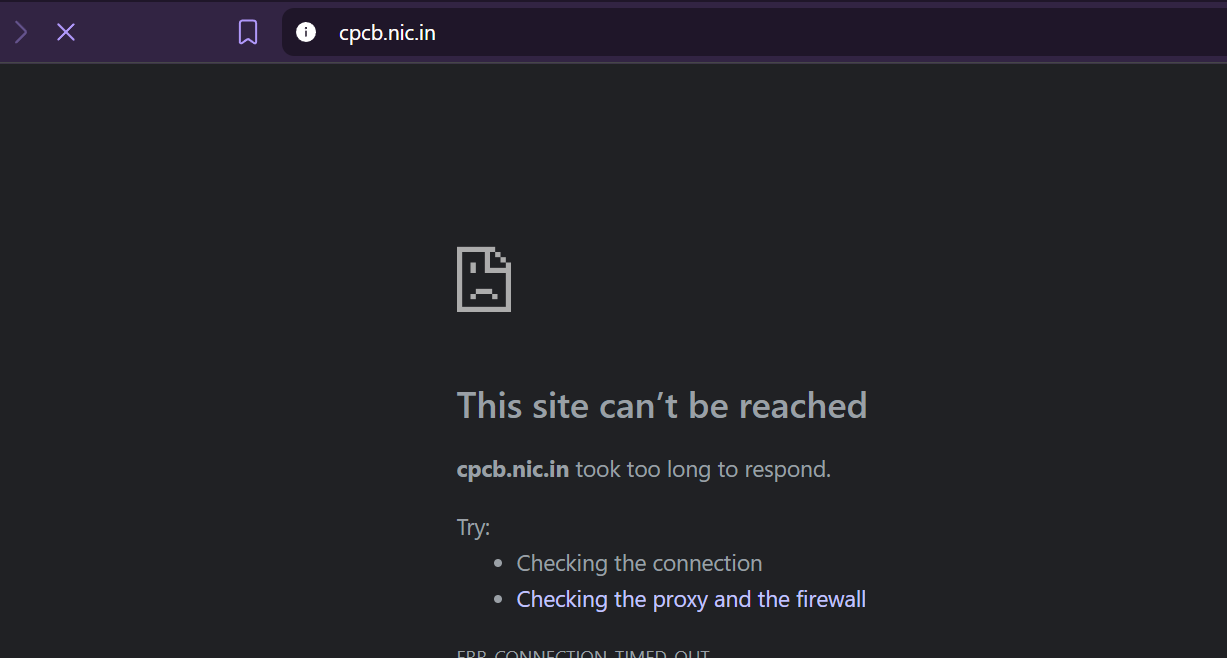 cpcb.nic.in
This site can’t be reached
cpcb.nic.in took too long to respond.
Try:
Checking the connection
Checking the proxy and the firewall
ERR_CONNECTION_TIMED_OUT